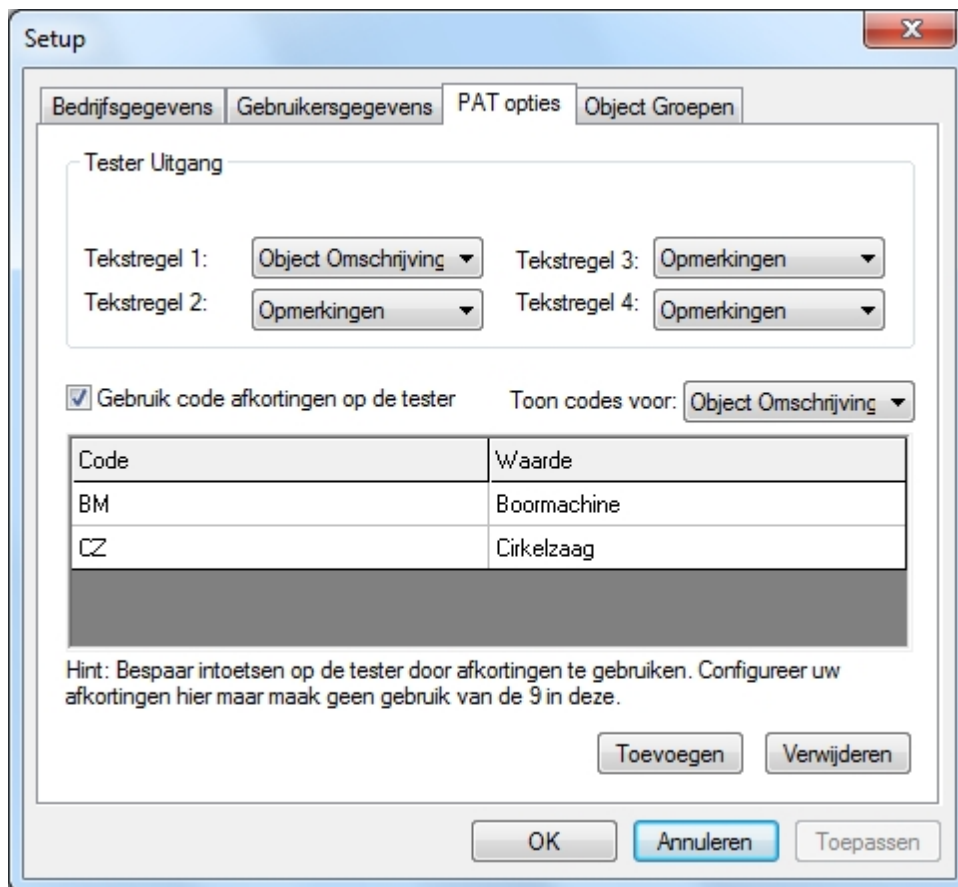 Setup
Bedrijfsgegevens Gebruikersgegevens PAT opties Object Groepen
Tester Uitgang
Tekstregel 1: Object Omschrijving Tekstregel 3: Opmerkingen
Tekstregel 2: Opmerkingen Tekstregel 4: Opmerkingen
Gebruik code afkortingen op de tester Toon codes voor: Object Omschrijving
Code Waarde
BM Boormachine
CZ Cirkelzaag
Hint: Bespaar intoetsen op de tester door afkortingen te gebruiken. Configureer uw
afkortingen hier maar maak geen gebruik van de 9 in deze.
Toevoegen Verwijderen
OK Annuleren Toepassen